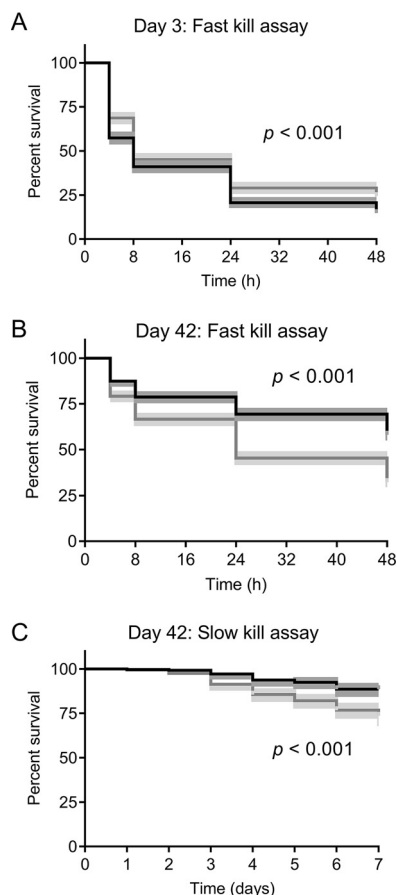 A
Day 3: Fast kill assay
Percent survival
100
75
50
25
0
p < 0.001
0 8 16 24 32 40 48
Time (h)
B
Day 42: Fast kill assay
Percent survival
100
75
50
25
0
p < 0.001
0 8 16 24 32 40 48
Time (h)
C
Day 42: Slow kill assay
Percent survival
100
75
50
25
0
p < 0.001
0 1 2 3 4 5 6 7
Time (days)